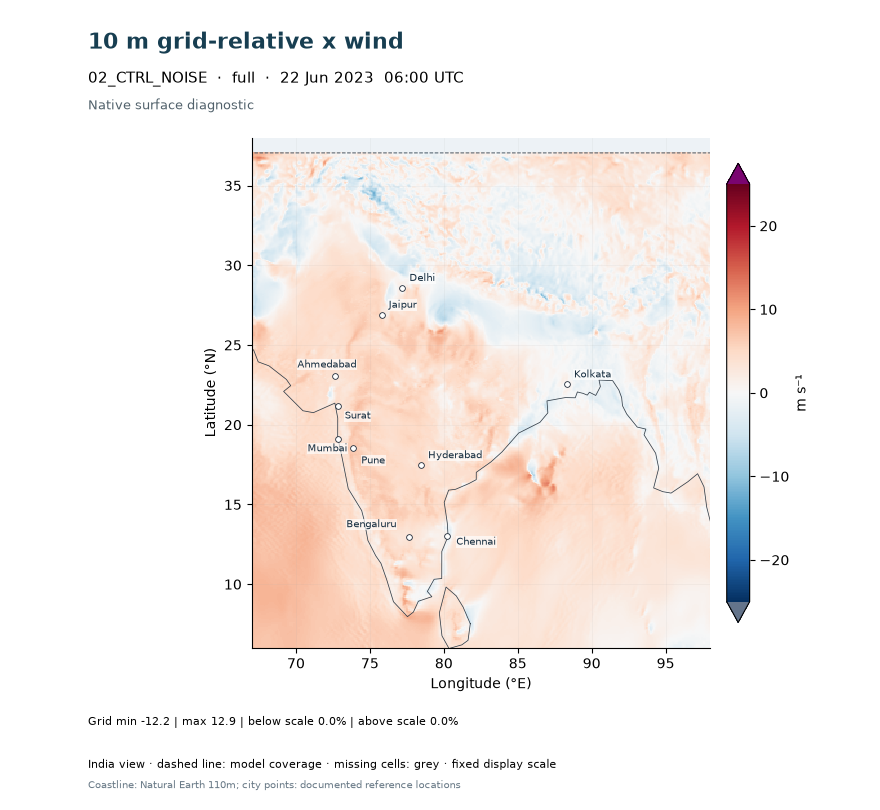 10 m grid-relative x wind
02_CTRL_NOISE · full · 22 Jun 2023 06:00 UTC
Native surface diagnostic
35
30
25
20
15
10
Latitude (°N)
Delhi
Jaipur
Ahmedabad
Kolkata
Surat
Mumbai
Pune
Hyderabad
Bengaluru
Chennai
70
75
80
85
90
95
Longitude (°E)
20
10
0
−10
−20
m s⁻¹
Grid min -12.2 | max 12.9 | below scale 0.0% | above scale 0.0%
India view · dashed line: model coverage · missing cells: grey · fixed display scale
Coastline: Natural Earth 110m; city points: documented reference locations